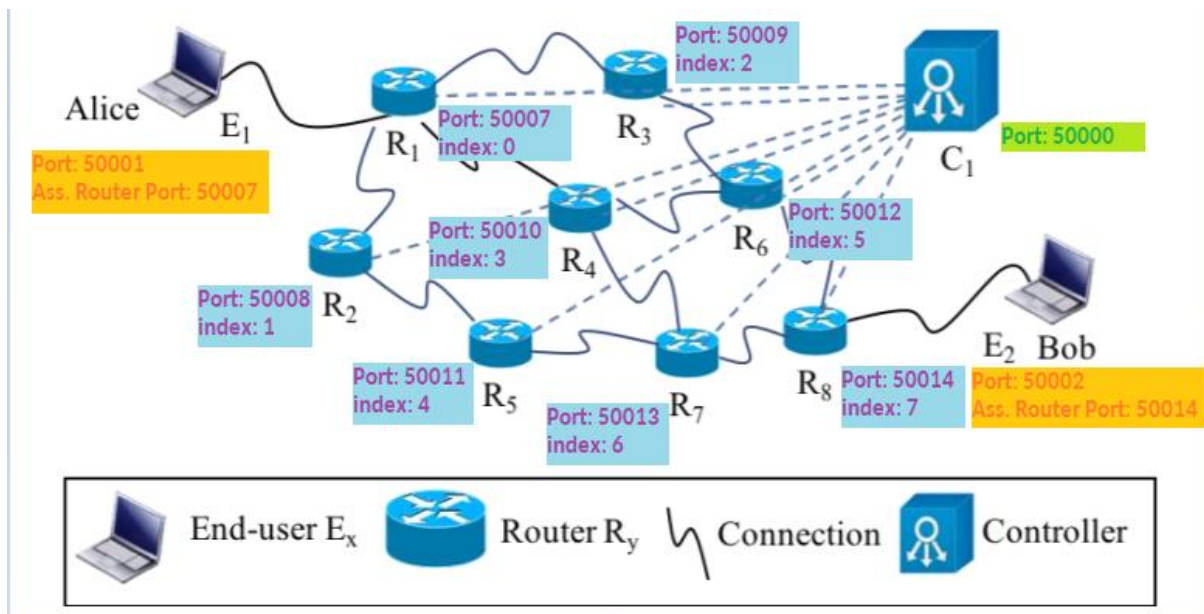 Port: 50009
index: 2
Alice
E1
R1
Port: 50007
index: 0
R3
C1
Port: 50000
Port: 50001
Ass. Router Port: 50007
Port: 50010
index: 3
R4
R6
Port: 50012
index: 5
R2
Port: 50008
index: 1
Port: 50011
index: 4
R5
Port: 50013
index: 6
R7
R8
Port: 50014
index: 7
E2 Bob
Port: 50002
Ass. Router Port: 50014
End-user Ex
Router Ry
Connection
Controller